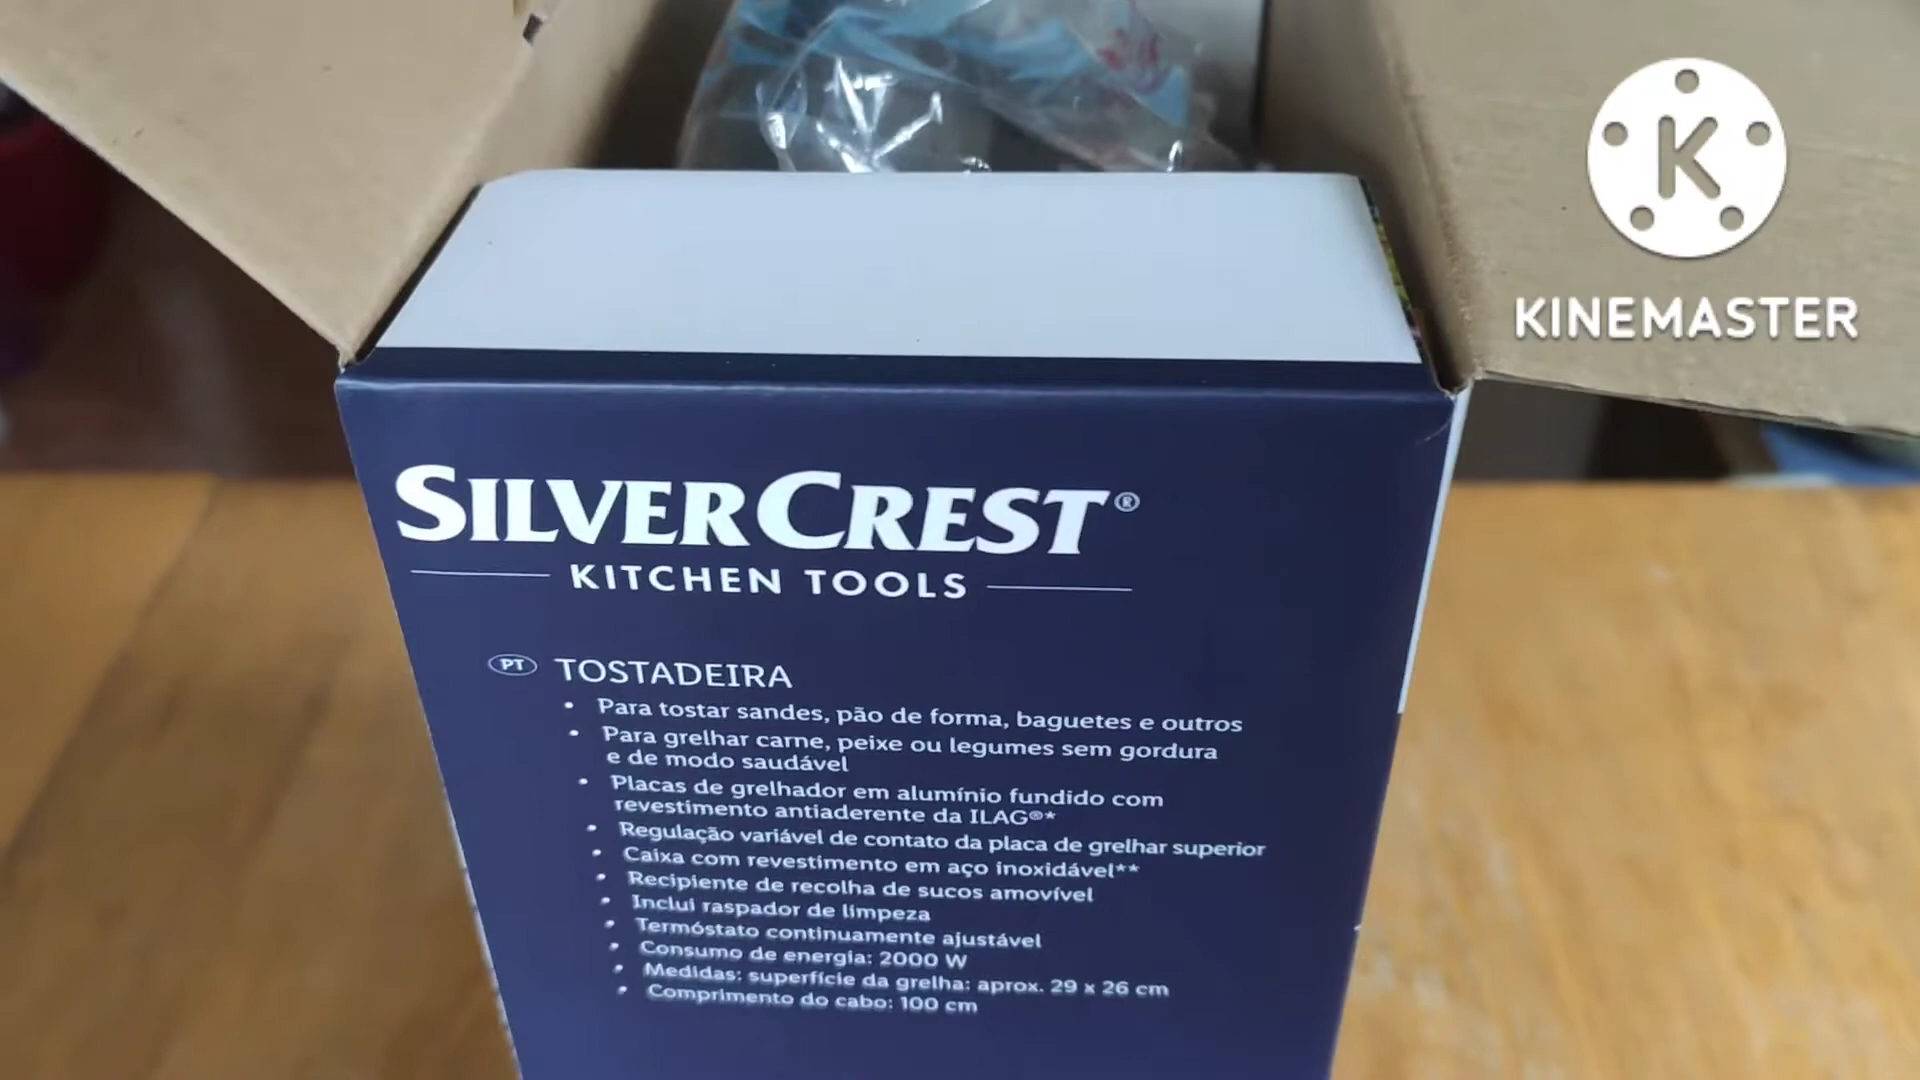 K
KINEMASTER
SILVERCREST®
KITCHEN TOOLS
PT TOSTADEIRA
• Para tostar sandes, pão de forma, baguetes e outros
• Para grelhar carne, peixe ou legumes sem gordura
e de modo saudável
• Placas de grelhador em alumínio fundido com
revestimento antiaderente da ILAG®*
• Regulação variável de contato da placa de grelhar superior
• Caixa com revestimento em aço inoxidável**
• Recipiente de recolha de sucos amovível
• Inclui raspador de limpeza
• Termóstato continuamente ajustável
• Consumo de energia: 2000 W
• Medidas: superfície da grelha: aprox. 29 x 26 cm
• Comprimento do cabo: 100 cm